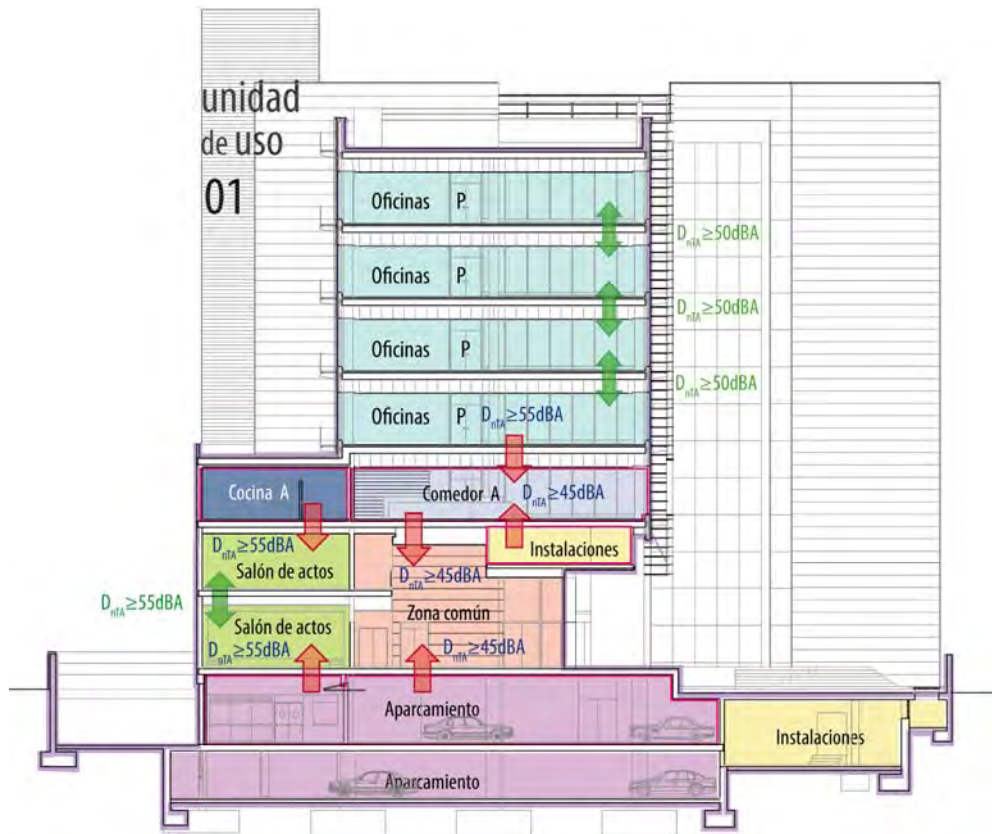 unidad
de uso
01
Oficinas P
DnTA≥50dBA
Oficinas P
DnTA≥50dBA
Oficinas P
DnTA≥50dBA
Oficinas P
DnTA≥55dBA
Cocina A
Comedor A
DnTA≥45dBA
DnTA≥55dBA
Salón de actos
Instalaciones
DnTA≥45dBA
DnTA≥55dBA
Zona común
Salón de actos
DnTA≥55dBA
DnTA≥45dBA
Aparcamiento
Instalaciones
Aparcamiento